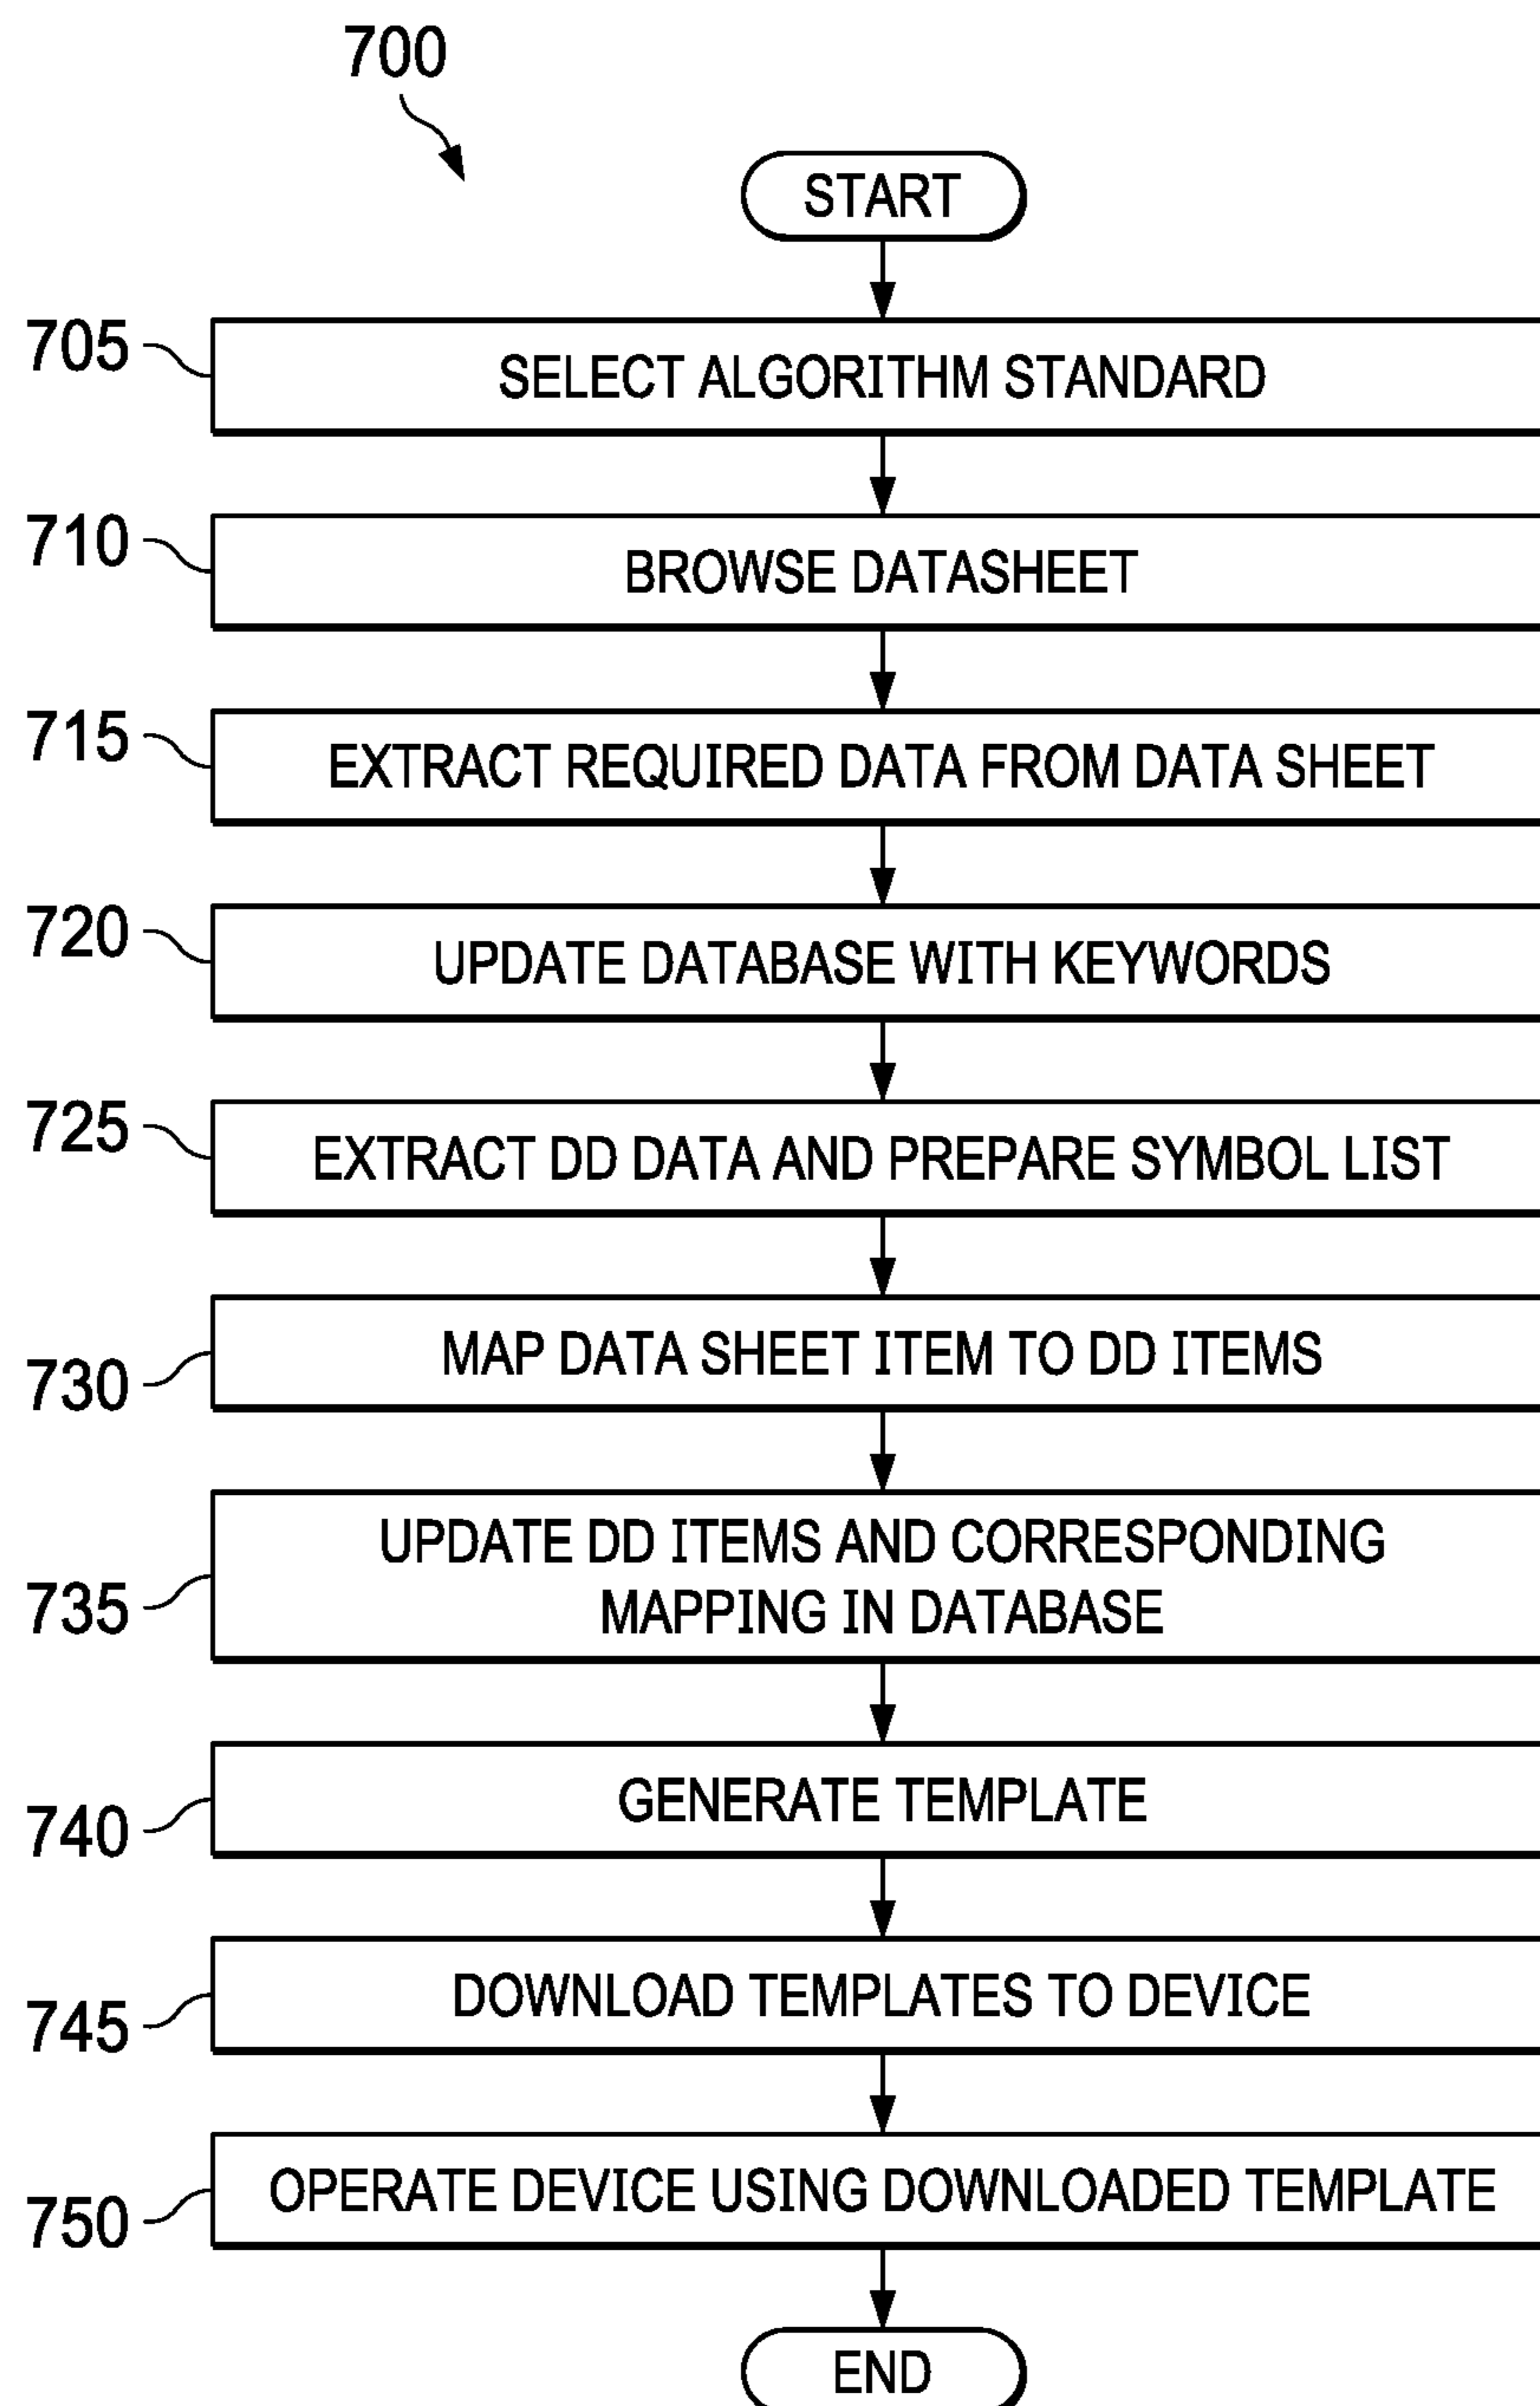 700
START
705
SELECT ALGORITHM STANDARD
710
BROWSE DATASHEET
715
EXTRACT REQUIRED DATA FROM DATA SHEET
720
UPDATE DATABASE WITH KEYWORDS
725
EXTRACT DD DATA AND PREPARE SYMBOL LIST
730
MAP DATA SHEET ITEM TO DD ITEMS
735
UPDATE DD ITEMS AND CORRESPONDING
MAPPING IN DATABASE
740
GENERATE TEMPLATE
745
DOWNLOAD TEMPLATES TO DEVICE
750
OPERATE DEVICE USING DOWNLOADED TEMPLATE
END